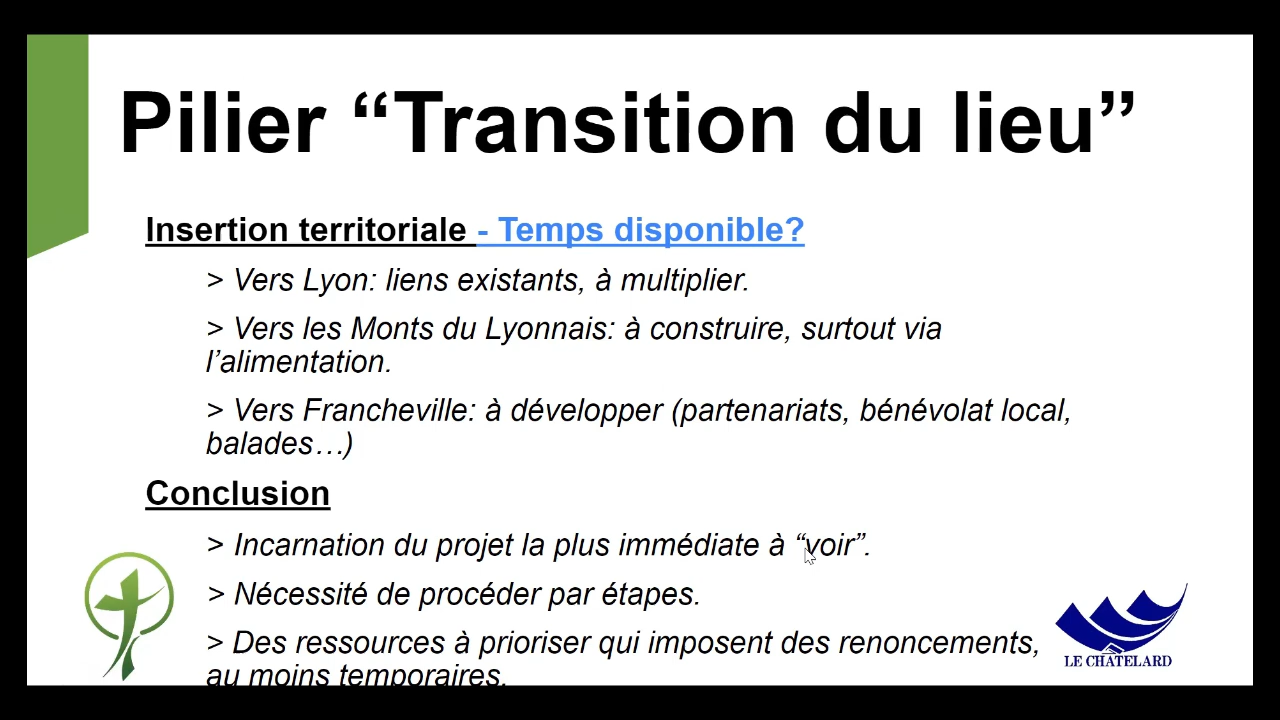 Pilier “Transition du lieu”
Insertion territoriale - Temps disponible?
> Vers Lyon: liens existants, à multiplier.
> Vers les Monts du Lyonnais: à construire, surtout via
l’alimentation.
> Vers Francheville: à développer (partenariats, bénévolat local,
balades…)
Conclusion
> Incarnation du projet la plus immédiate à “voir”.
> Nécessité de procéder par étapes.
> Des ressources à prioriser qui imposent des renoncements,
au moins temporaires.
LE CHÂTELARD